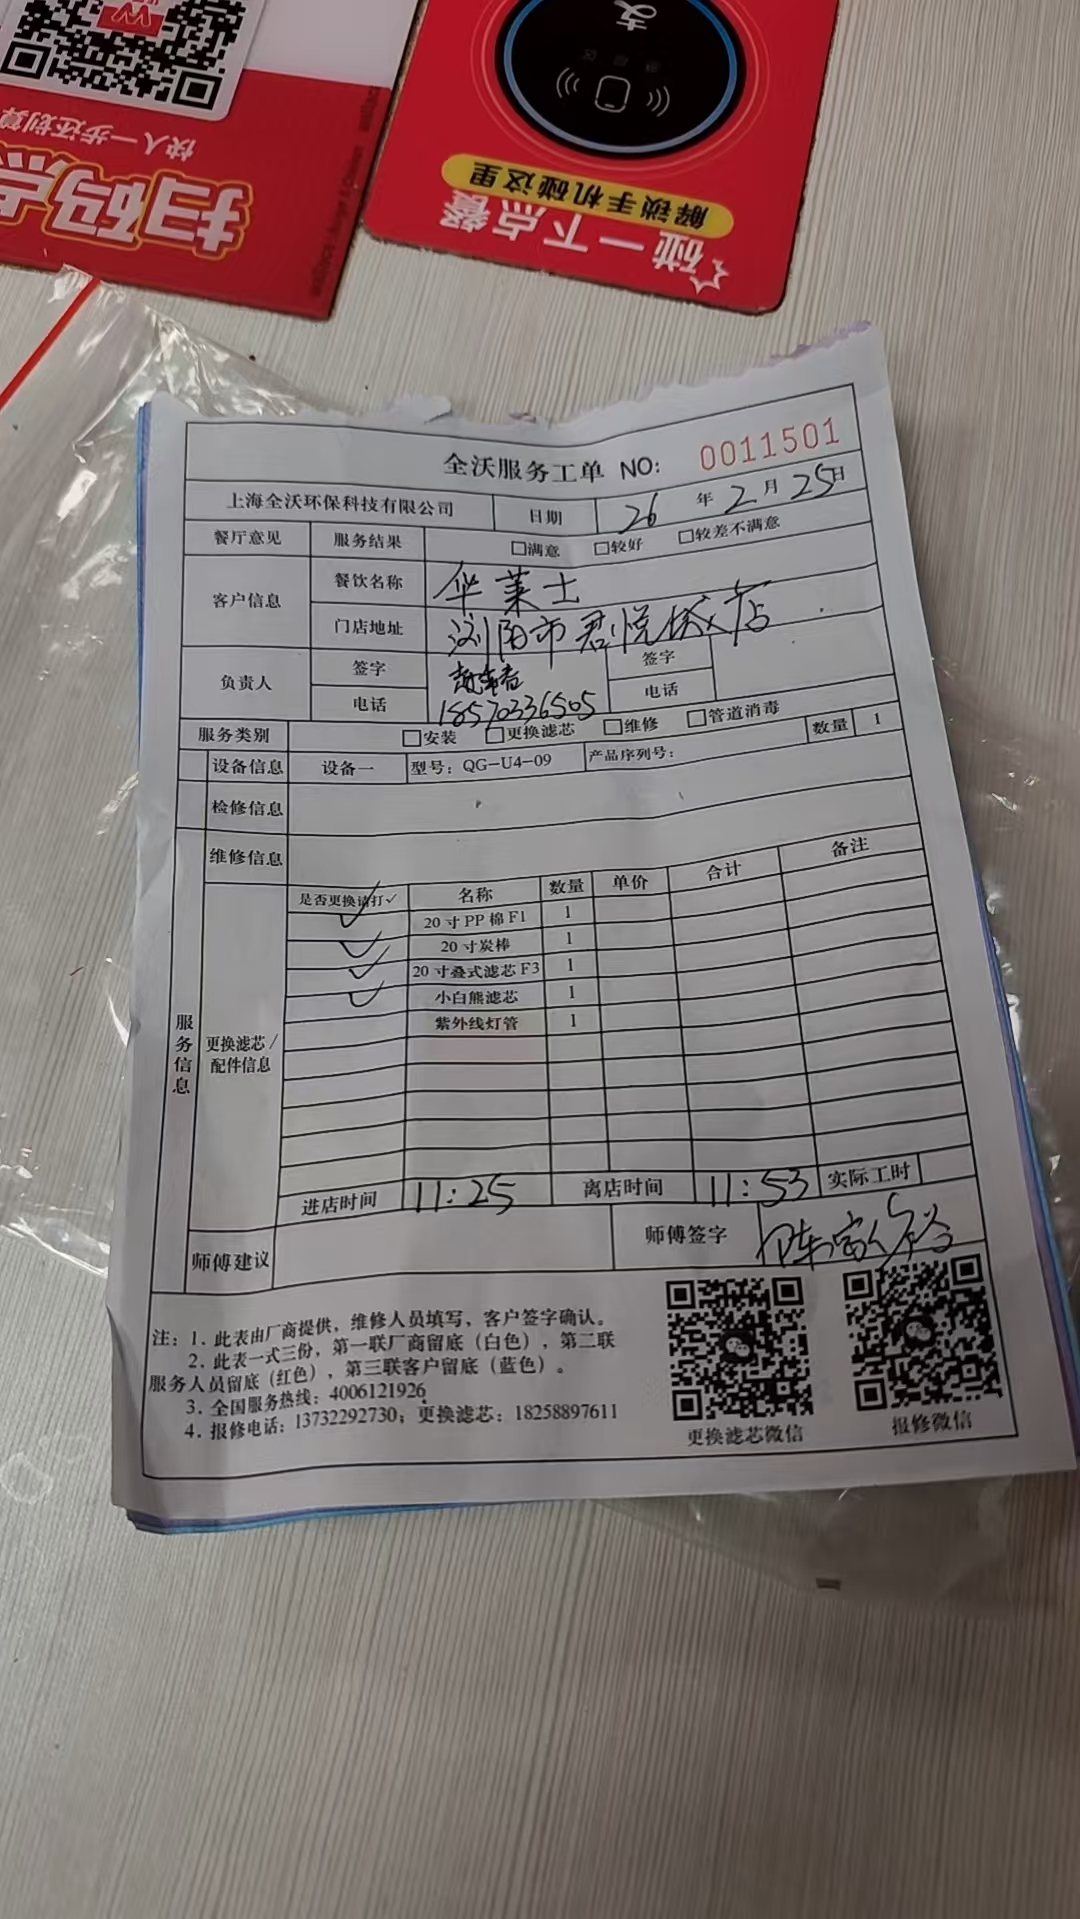 快人一步还划算
扫码点
支
解锁手机碰这里
碰一下点餐
全沃服务工单 NO: 0011501
上海全沃环保科技有限公司 日期 26 年 2 月 25 日
餐厅意见 服务结果 □满意 □较好 □较差不满意
客户信息 餐饮名称 华莱士
门店地址 浏阳市君悦城店
负责人 签字 签字
电话 18570336505 电话
服务类别 □安装 □更换滤芯 □维修 □管道消毒
设备信息 设备一 型号：QG-U4-09 产品序列号： 数量 1
检修信息
维修信息
服务信息
更换滤芯/
配件信息
是否更换请打✓ 名称 数量 单价 合计 备注
✓ 20寸PP棉F1 1
✓ 20寸炭棒 1
✓ 20寸叠式滤芯F3 1
✓ 小白熊滤芯 1
紫外线灯管 1
进店时间 11:25 离店时间 11:53 实际工时
师傅建议 师傅签字
注：1．此表由厂商提供，维修人员填写，客户签字确认。
2．此表一式三份，第一联厂商留底（白色），第二联
服务人员留底（红色），第三联客户留底（蓝色）。
3．全国服务热线：4006121926
4．报修电话：13732292730；更换滤芯：18258897611
更换滤芯微信 报修微信